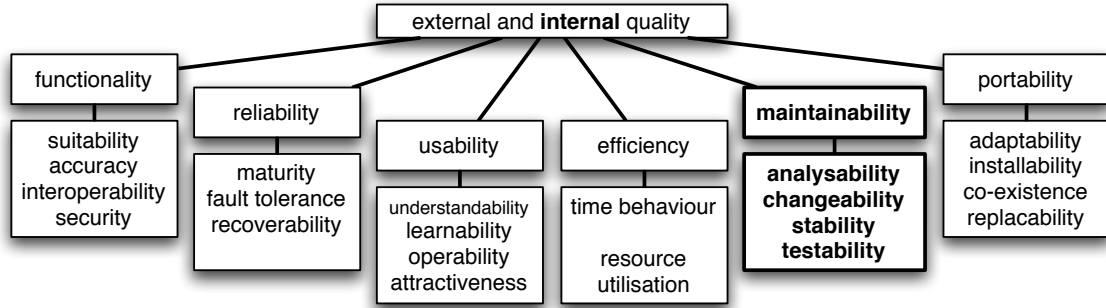 external and internal quality
functionality
suitability
accuracy
interoperability
security
reliability
maturity
fault tolerance
recoverability
usability
understandability
learnability
operability
attractiveness
efficiency
time behaviour
resource
utilisation
maintainability
analysability
changeability
stability
testability
portability
adaptability
installability
co-existence
replacability